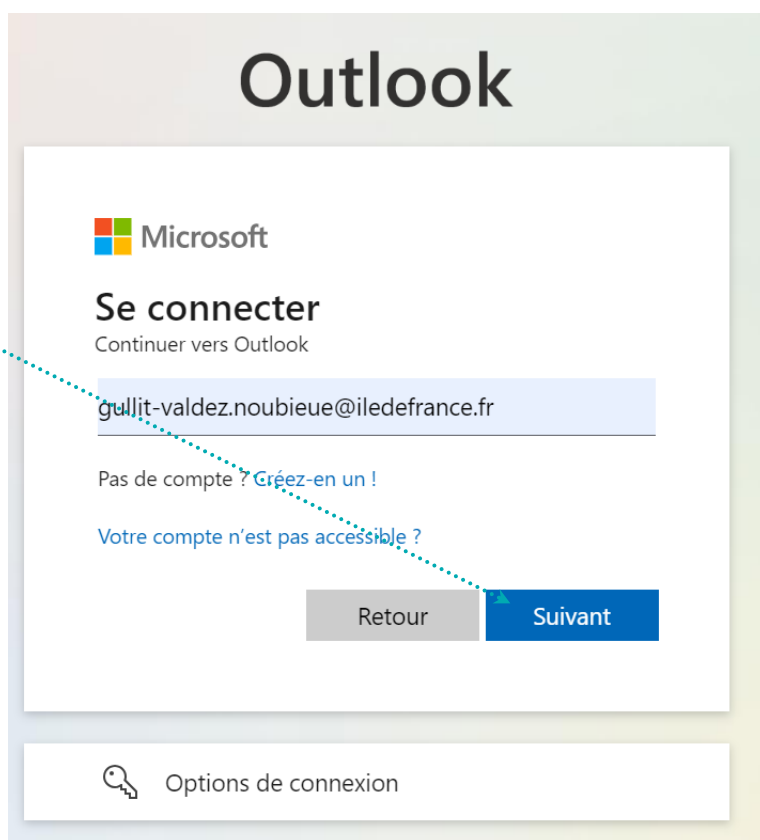 Outlook
Microsoft
Se connecter
Continuer vers Outlook
gullit-valdez.noubieue@iledefrance.fr
Pas de compte ? Créez-en un !
Votre compte n’est pas accessible ?
Retour Suivant
Options de connexion